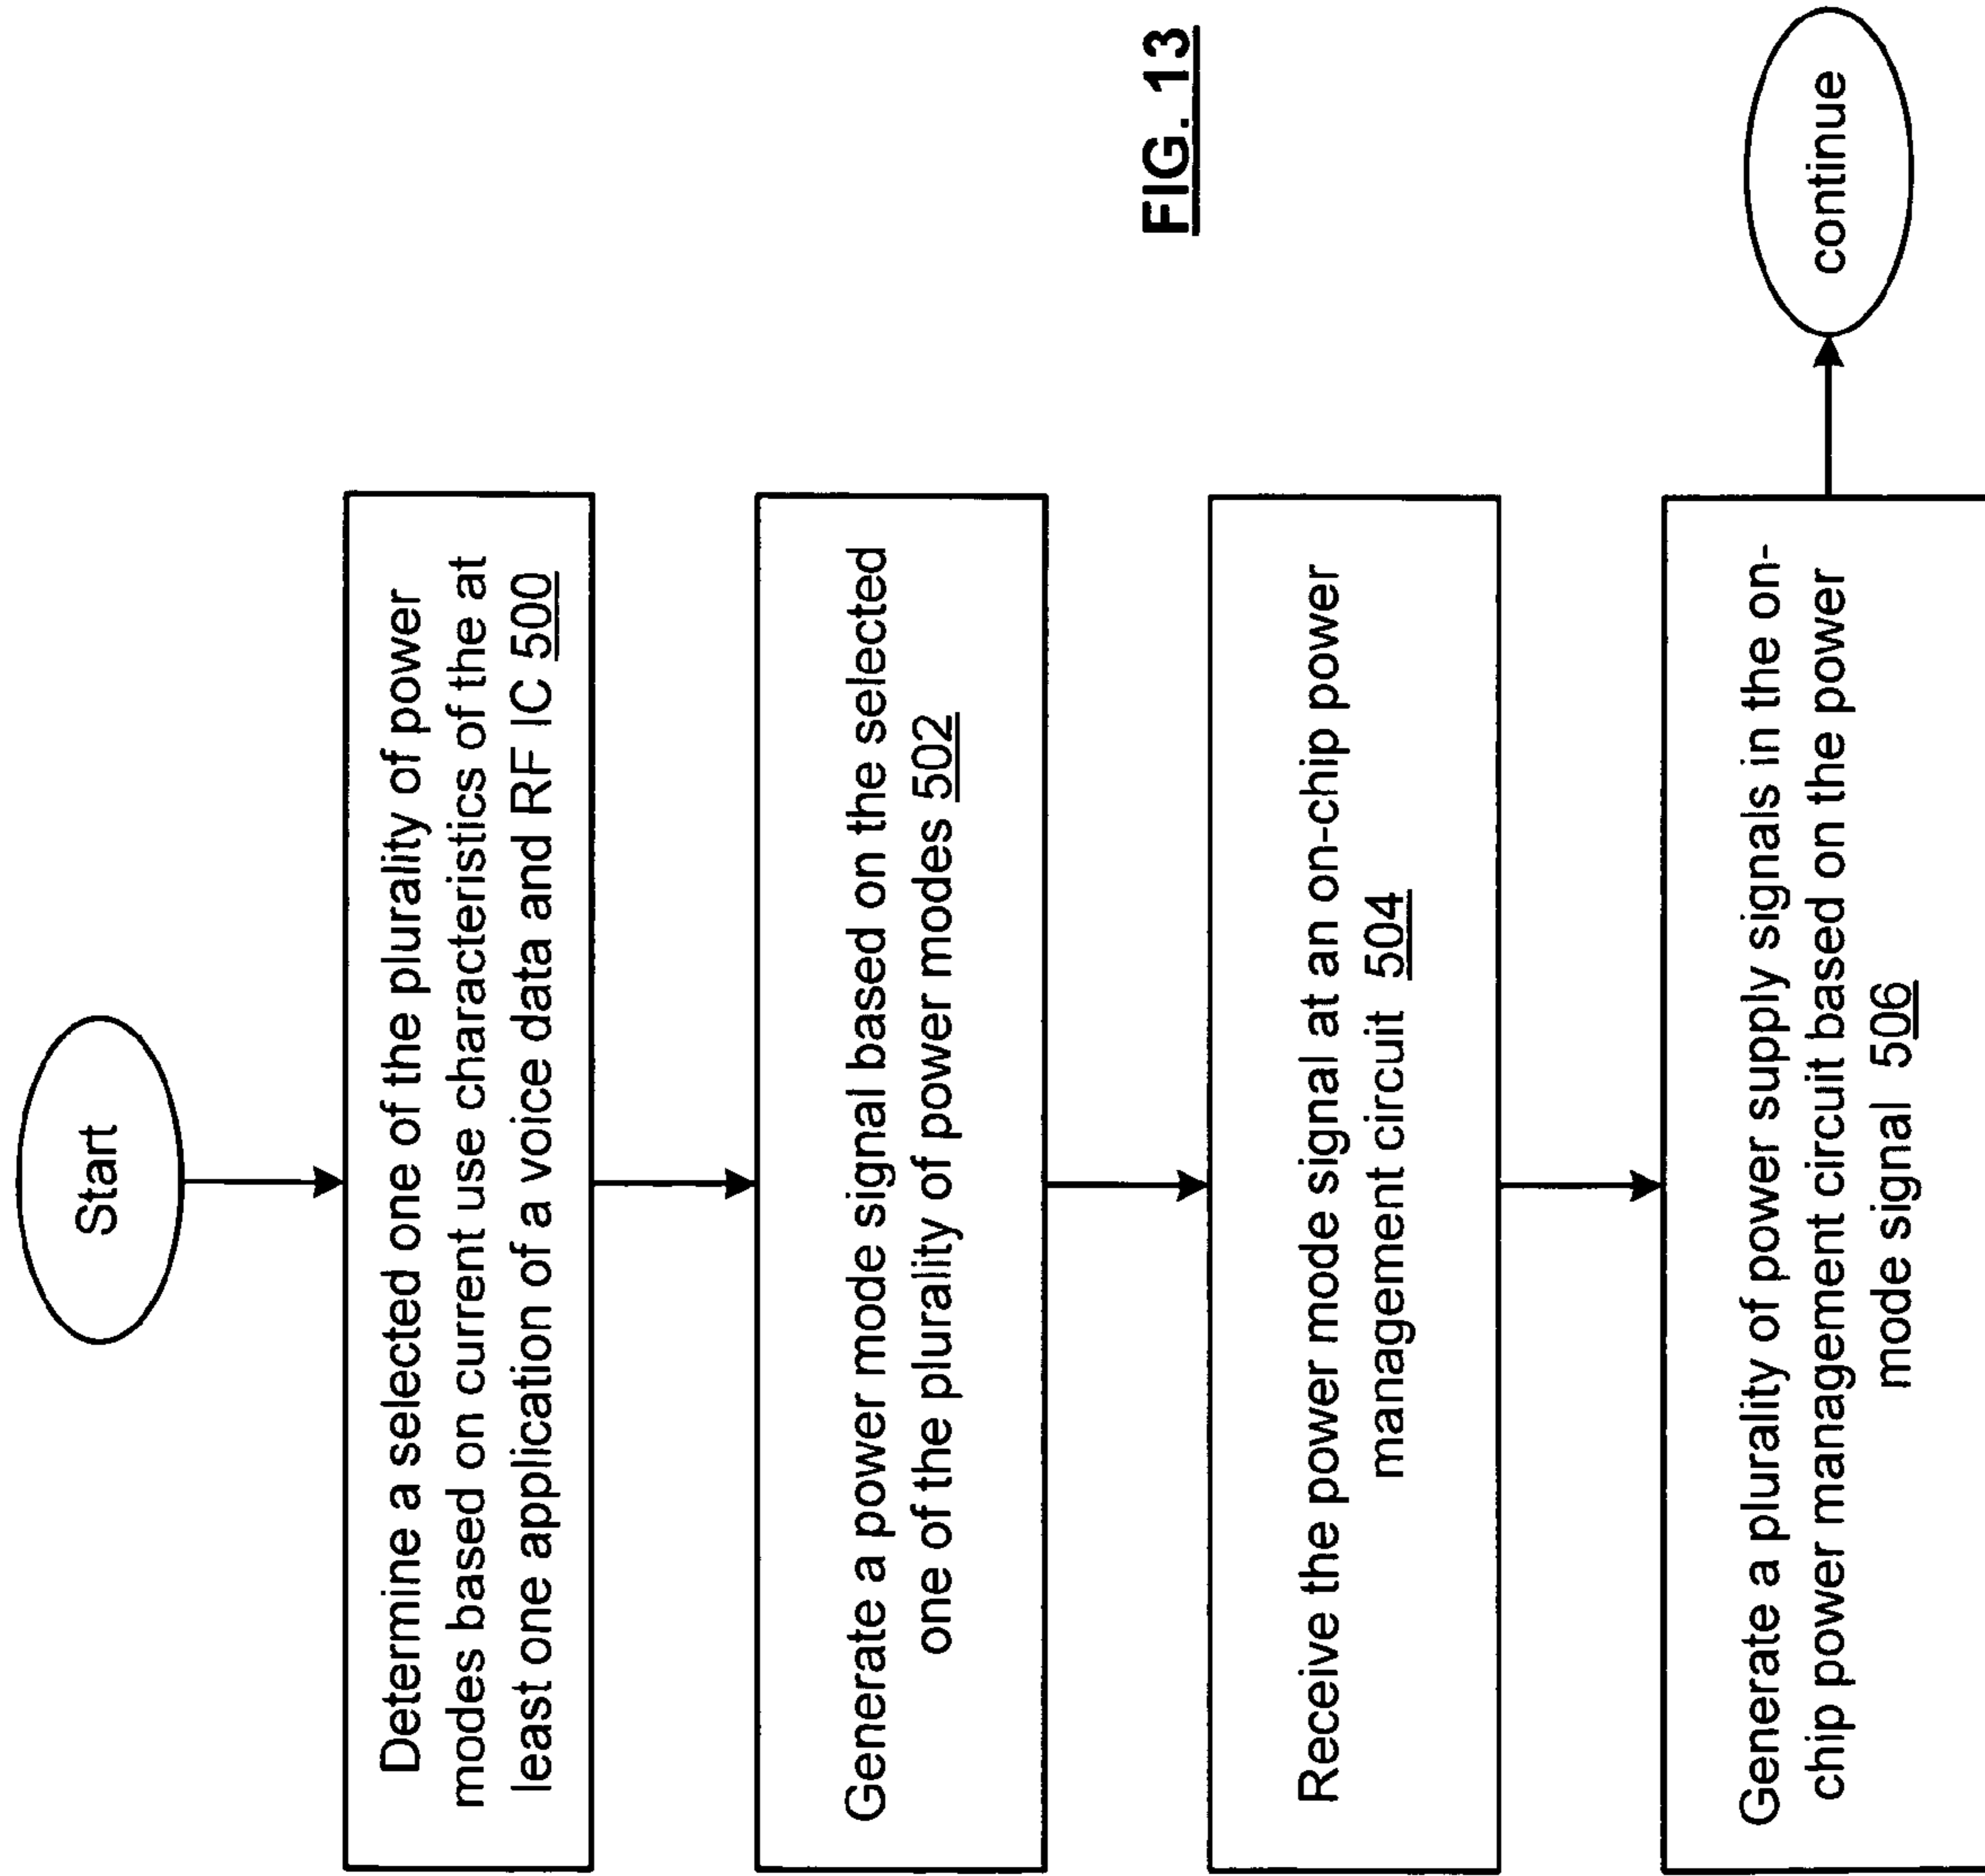 Start
Determine a selected one of the plurality of power
modes based on current use characteristics of the at
least one application of a voice data and RF IC 500
Generate a power mode signal based on the selected
one of the plurality of power modes 502
Receive the power mode signal at an on-chip power
management circuit 504
Generate a plurality of power supply signals in the on-
chip power management circuit based on the power
mode signal 506
continue
FIG. 13